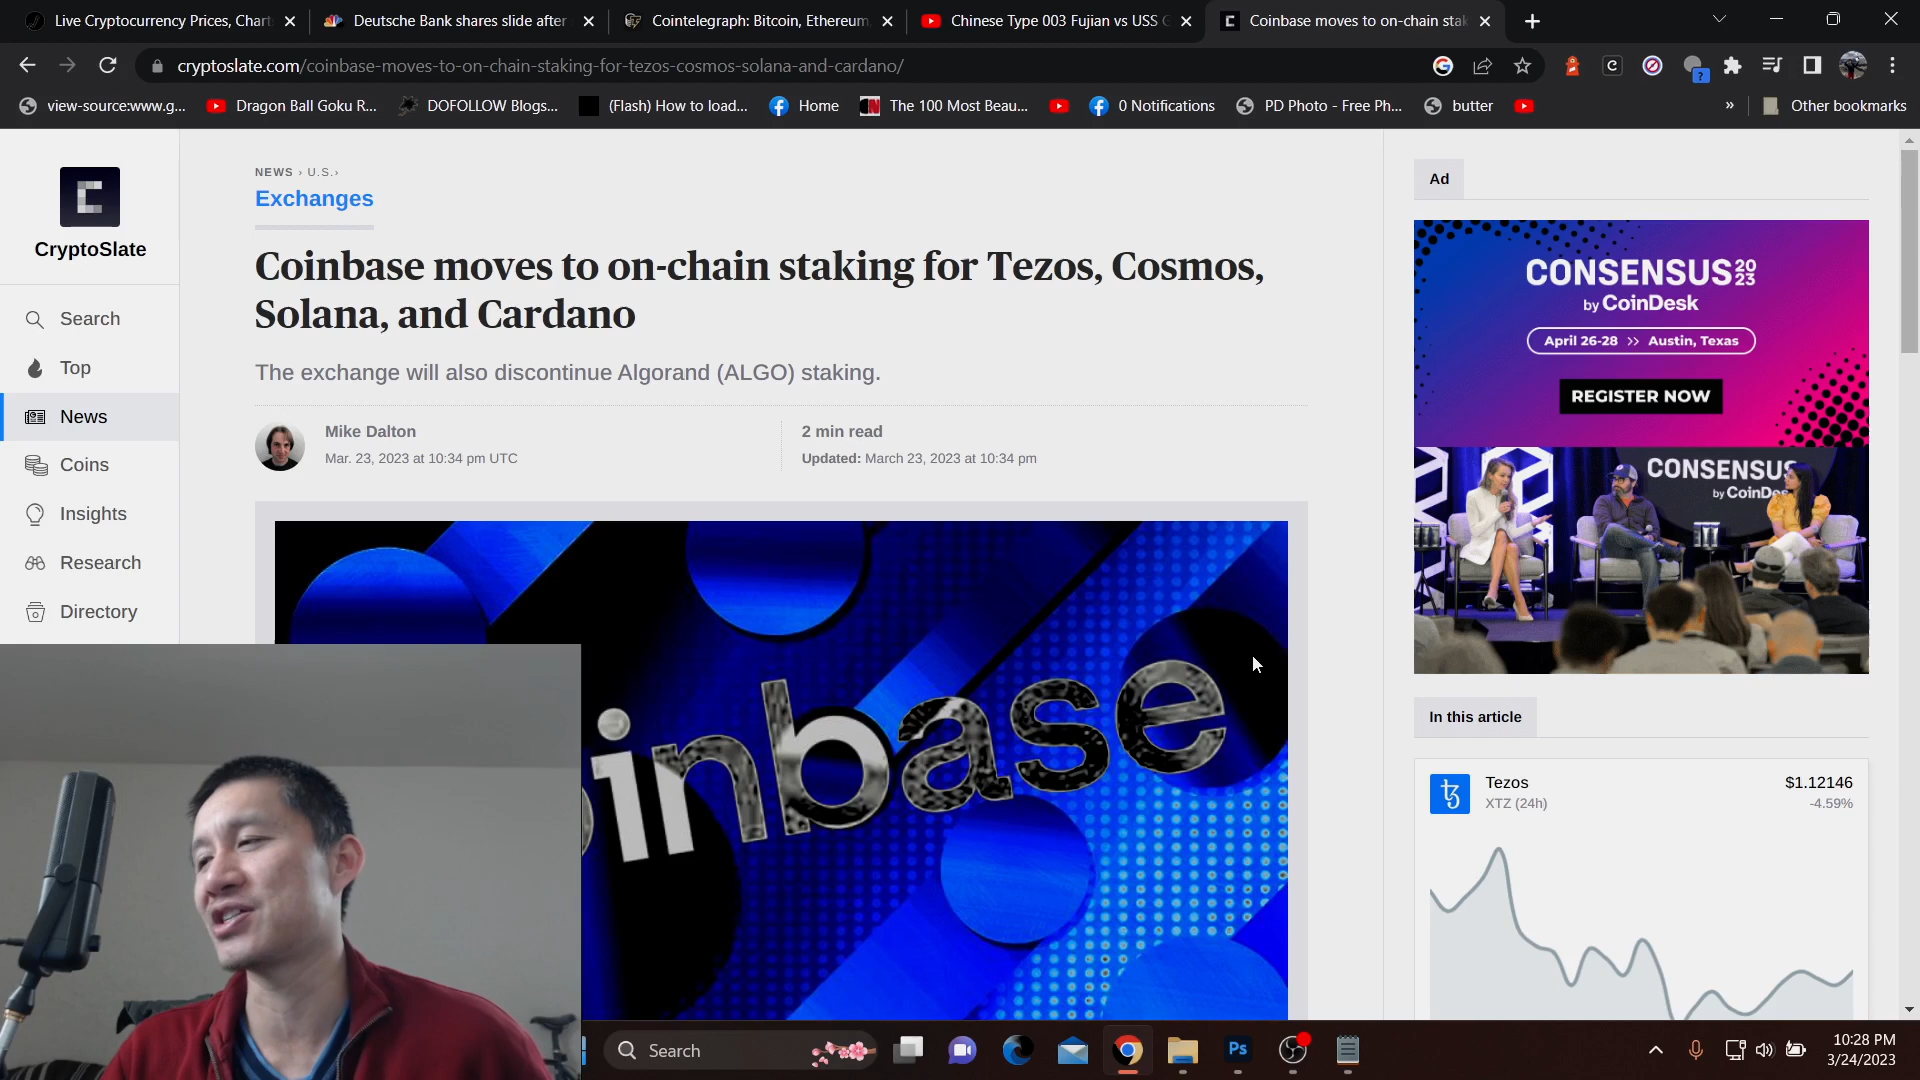 Live Cryptocurrency Prices, Chart
Deutsche Bank shares slide after
Cointelegraph: Bitcoin, Ethereum,
Chinese Type 003 Fujian vs USS G
Coinbase moves to on-chain stak
cryptoslate.com/coinbase-moves-to-on-chain-staking-for-tezos-cosmos-solana-and-cardano/
view-source:www.g...
Dragon Ball Goku R...
DOFOLLOW Blogs...
(Flash) How to load...
Home
The 100 Most Beau...
0 Notifications
PD Photo - Free Ph...
butter
»
Other bookmarks
CryptoSlate
Search
Top
News
Coins
Insights
Research
Directory
NEWS › U.S.›
Exchanges
Coinbase moves to on-chain staking for Tezos, Cosmos,
Solana, and Cardano
The exchange will also discontinue Algorand (ALGO) staking.
Mike Dalton
Mar. 23, 2023 at 10:34 pm UTC
2 min read
Updated: March 23, 2023 at 10:34 pm
inbase
Ad
CONSENSUS 2023
by CoinDesk
April 26-28 >> Austin, Texas
REGISTER NOW
CONSENSUS
by CoinDes
In this article
Tezos
$1.12146
XTZ (24h)
-4.59%
Search
Ps
10:28 PM
3/24/2023